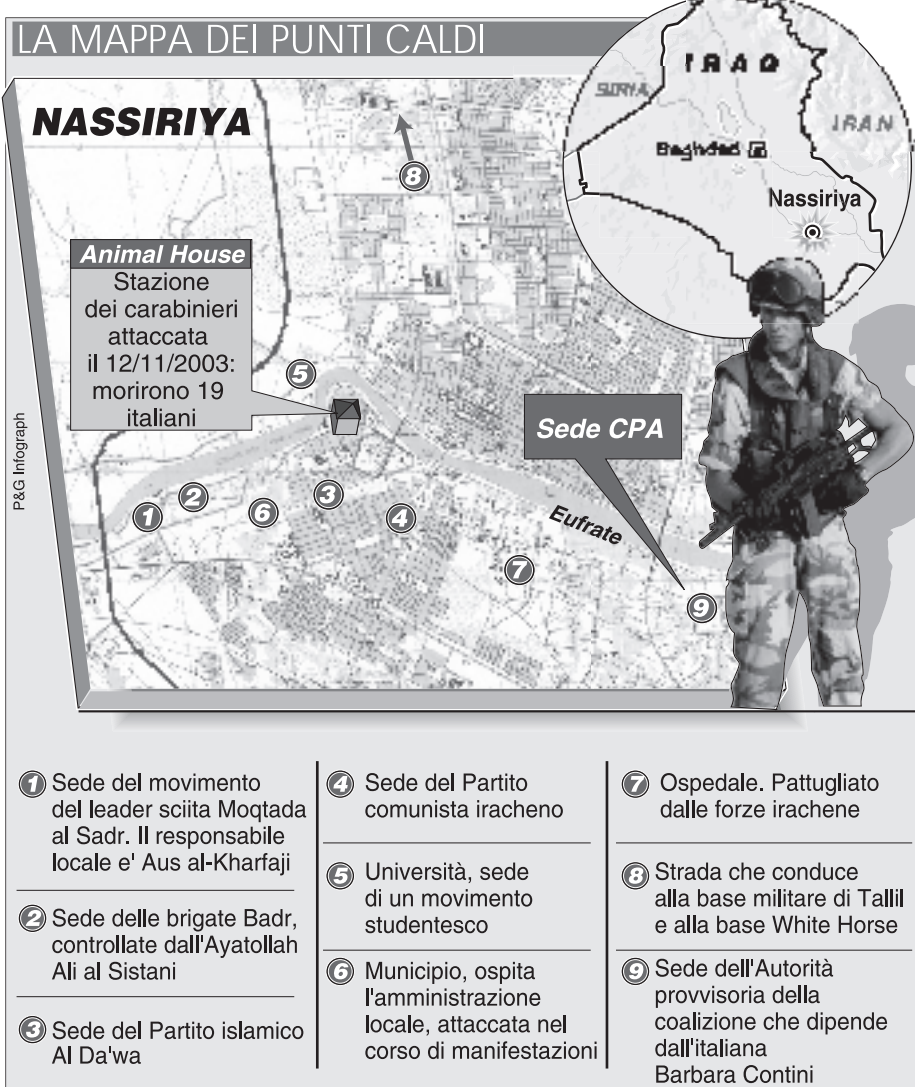 LA MAPPA DEI PUNTI CALDI
NASSIRIYA
8
IRAQ
SIRIA
IRAN
Baghdad
Nassiriya
Animal House
Stazione
dei carabinieri
attaccata
il 12/11/2003:
morirono 19
italiani
5
Sede CPA
P&G Infograph
1
2
6
3
4
Eufrate
7
9
1 Sede del movimento
del leader sciita Moqtada
al Sadr. Il responsabile
locale e' Aus al-Kharfaji
2 Sede delle brigate Badr,
controllate dall'Ayatollah
Ali al Sistani
3 Sede del Partito islamico
Al Da'wa
4 Sede del Partito
comunista iracheno
5 Università, sede
di un movimento
studentesco
6 Municipio, ospita
l'amministrazione
locale, attaccata nel
corso di manifestazioni
7 Ospedale. Pattugliato
dalle forze irachene
8 Strada che conduce
alla base militare di Tallil
e alla base White Horse
9 Sede dell'Autorità
provvisoria della
coalizione che dipende
dall'italiana
Barbara Contini